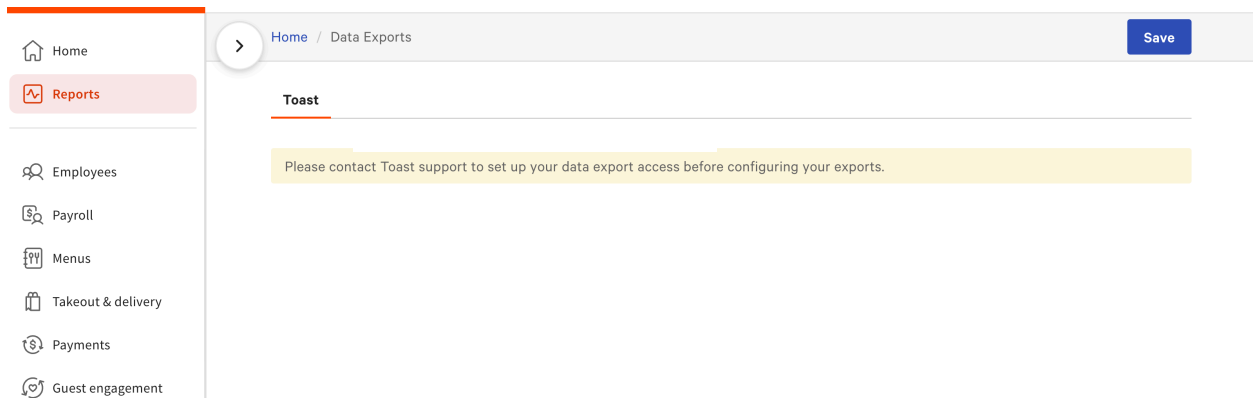 Home / Data Exports
Save
Home
Reports
Employees
Payroll
Menus
Takeout & delivery
Payments
Guest engagement
Toast
Please contact Toast support to set up your data export access before configuring your exports.